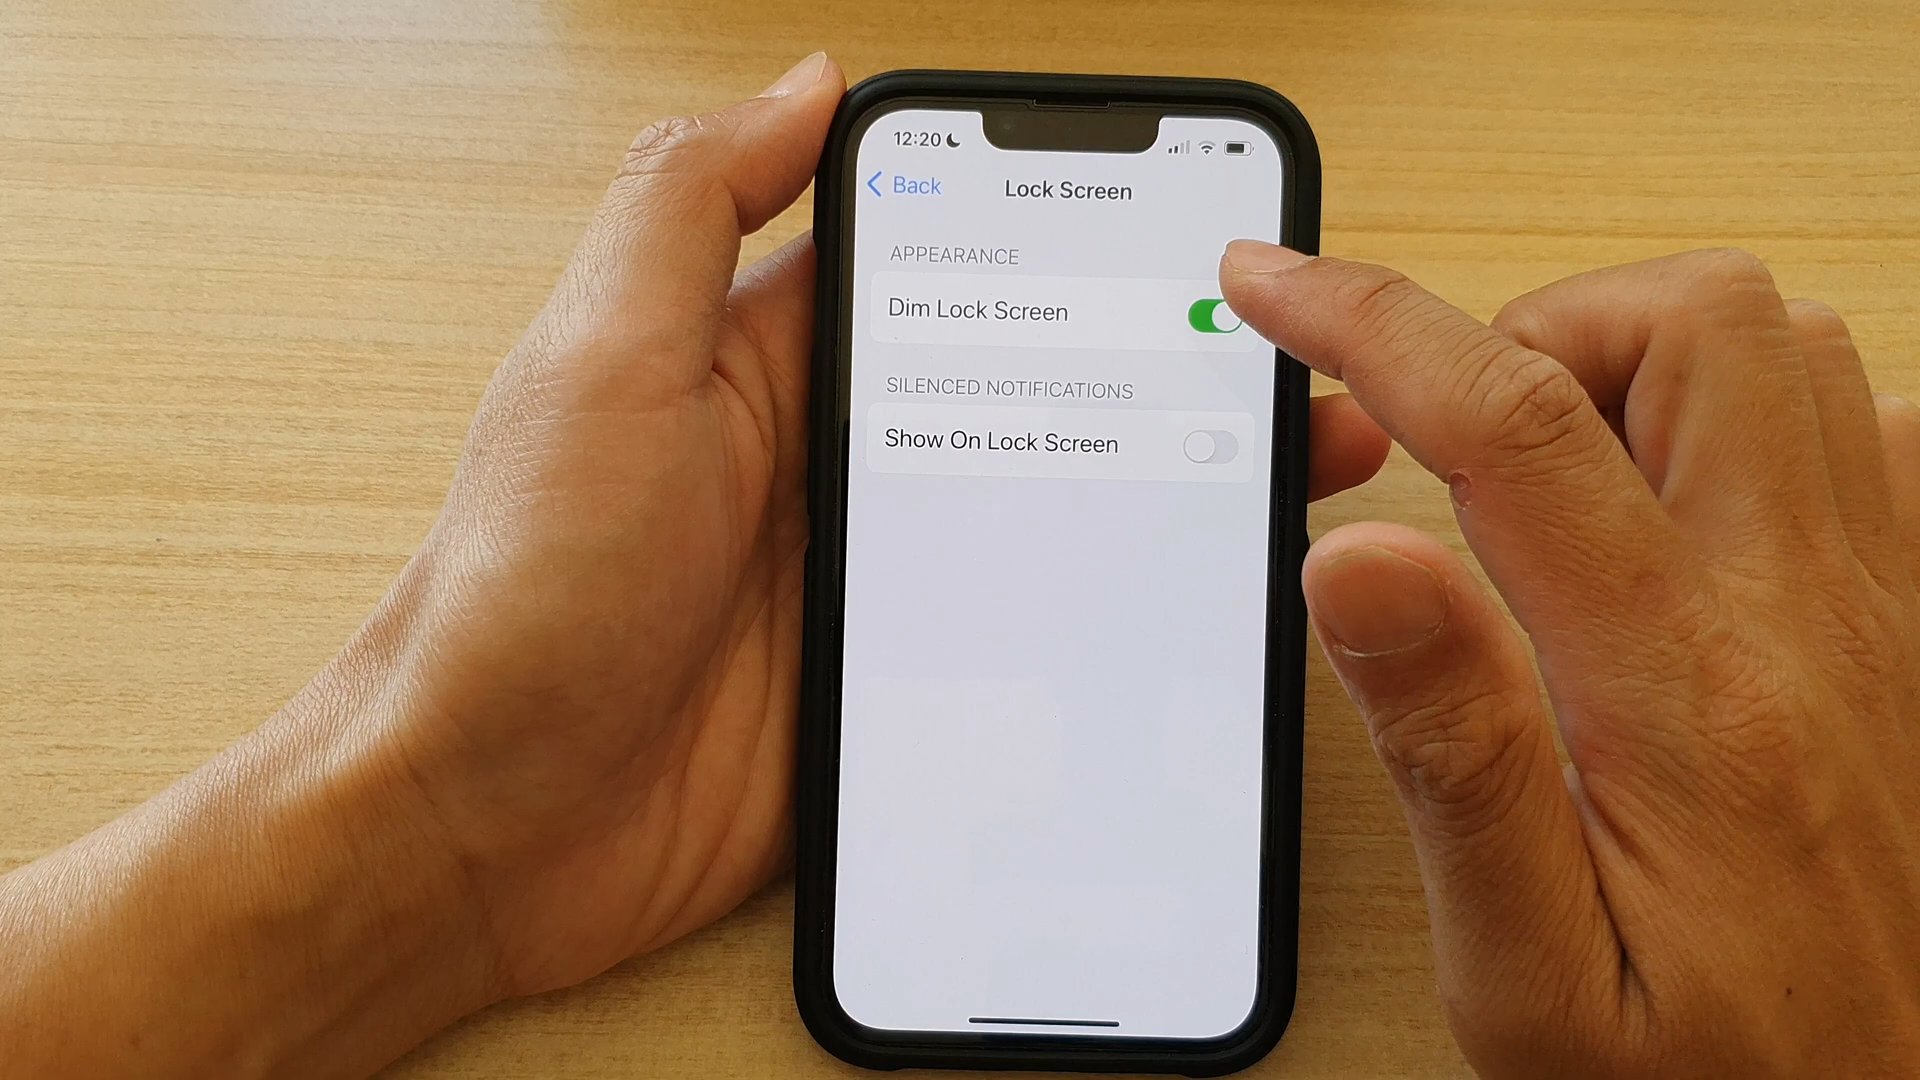 12:20
Back
Lock Screen
APPEARANCE
Dim Lock Screen
SILENCED NOTIFICATIONS
Show On Lock Screen